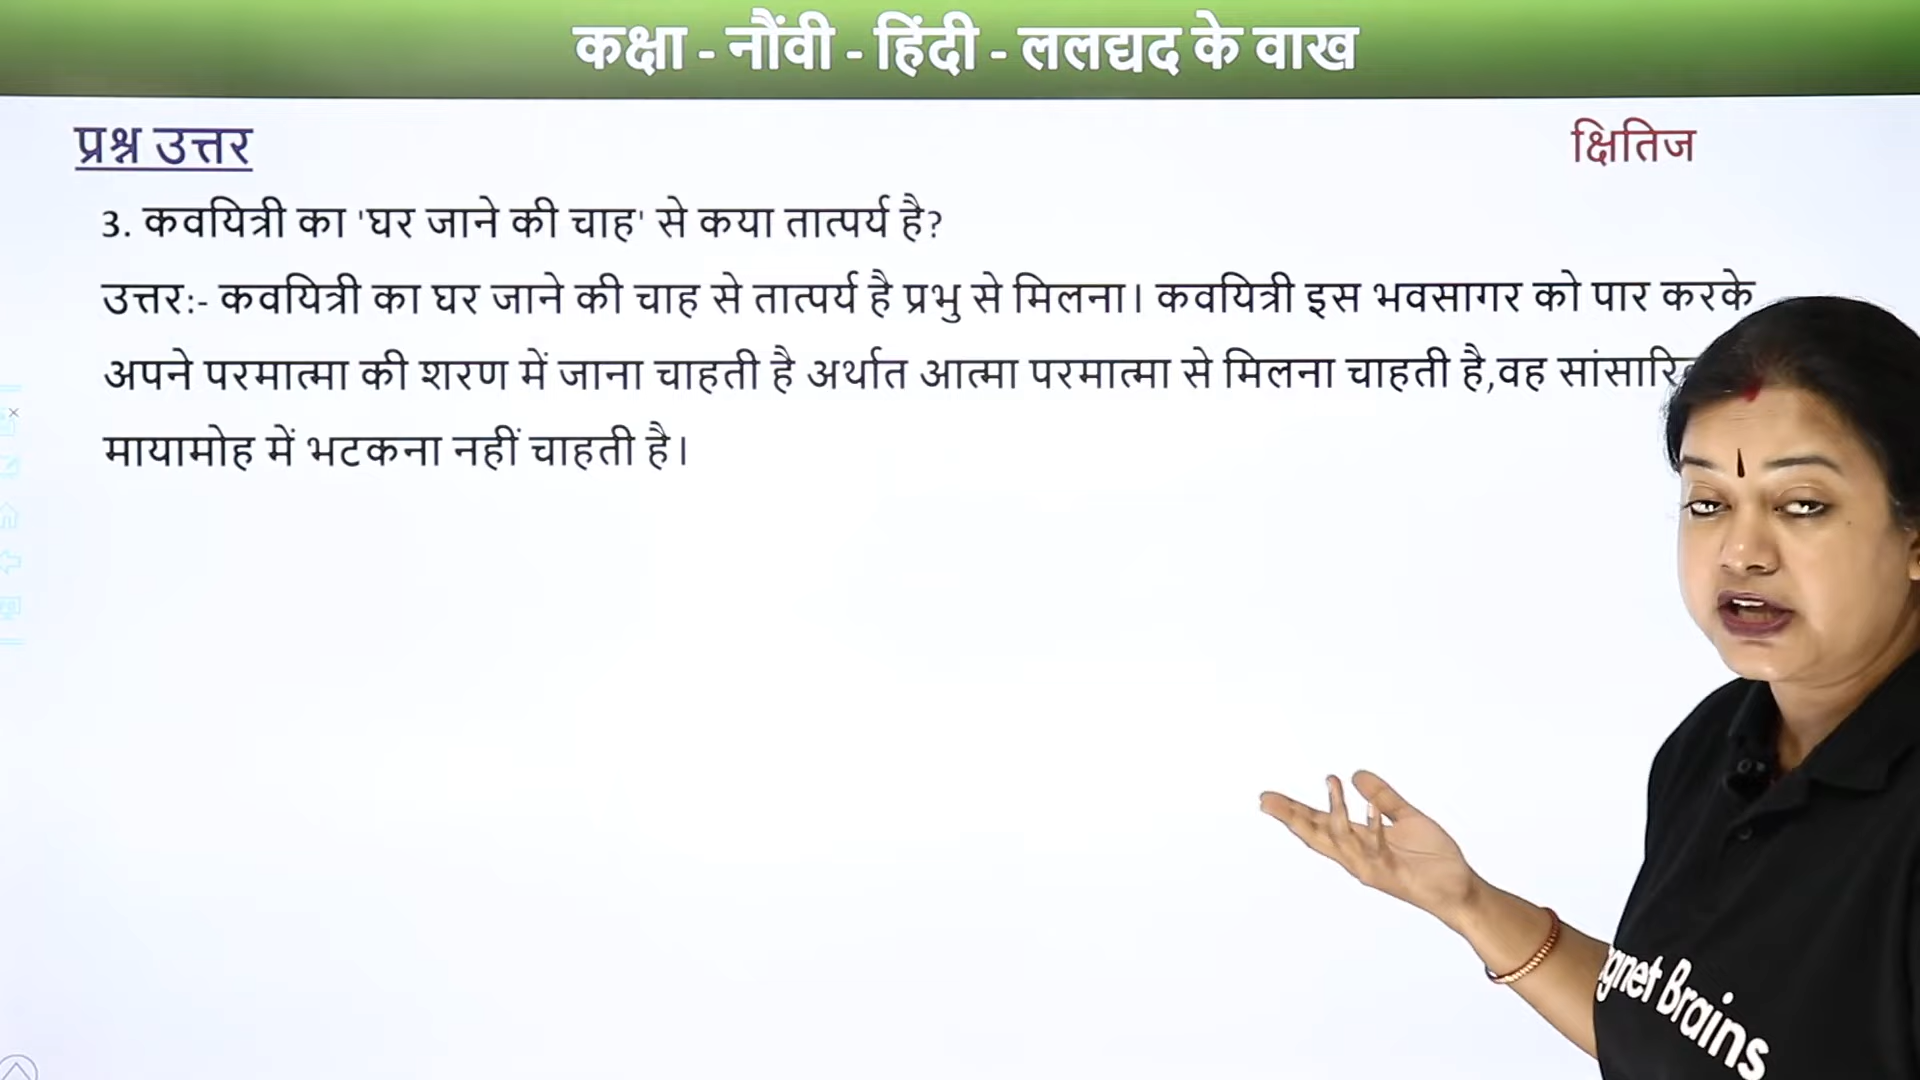 कक्षा - नौंवी - हिंदी - ललद्यद के वाख
प्रश्न उत्तर
क्षितिज
3. कवयित्री का 'घर जाने की चाह' से कया तात्पर्य है?
उत्तर:- कवयित्री का घर जाने की चाह से तात्पर्य है प्रभु से मिलना। कवयित्री इस भवसागर को पार करके
अपने परमात्मा की शरण में जाना चाहती है अर्थात आत्मा परमात्मा से मिलना चाहती है,वह
मायामोह में भटकना नहीं चाहती है।
Brains